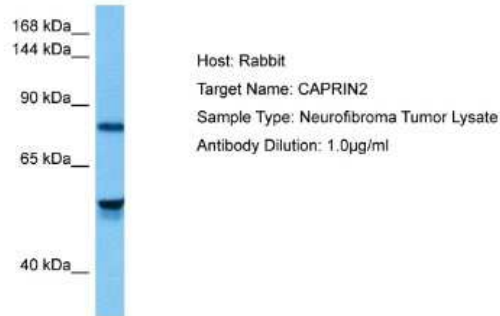 168 kDa
144 kDa
90 kDa
65 kDa
40 kDa
Host: Rabbit
Target Name: CAPRIN2
Sample Type: Neurofibroma Tumor Lysate
Antibody Dilution: 1.0µg/ml